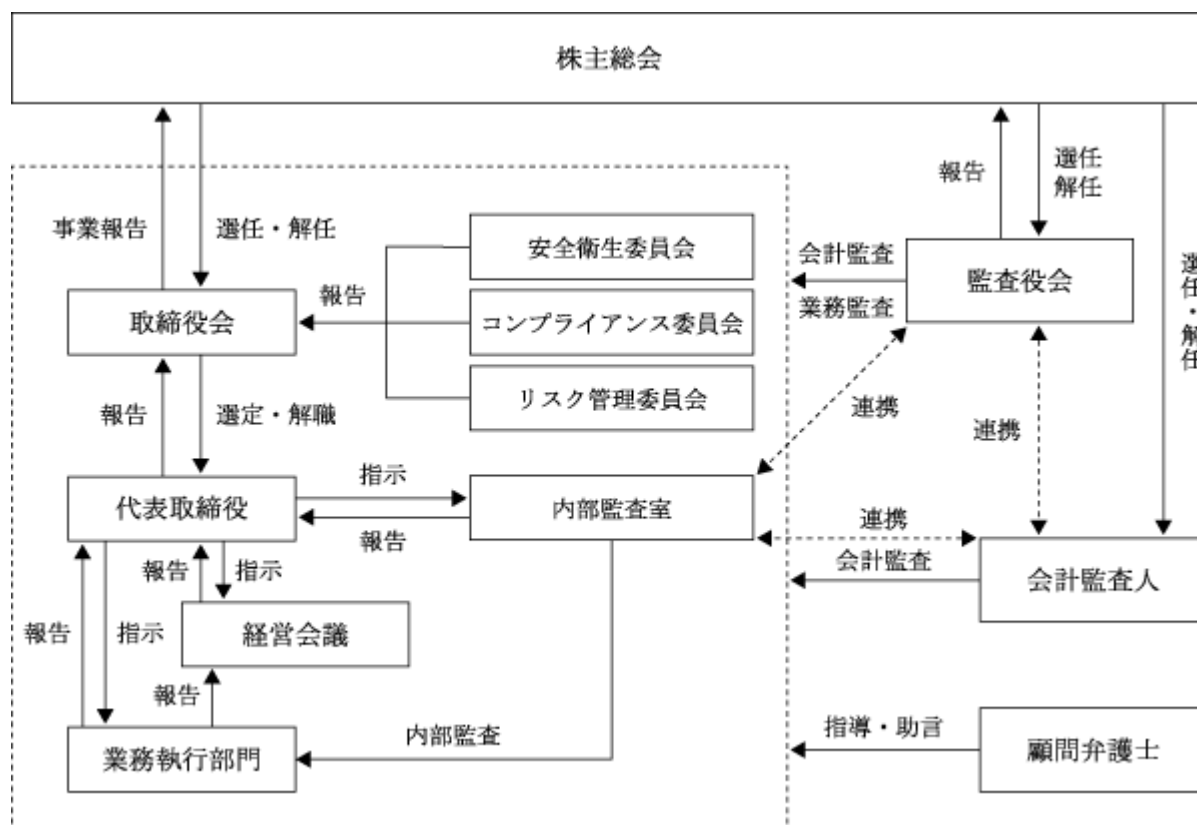 株主総会
報告
選任
解任
事業報告
選任・解任
安全衛生委員会
会計監査
業務監査
監査役会
選任・解任
報告
取締役会
コンプライアンス委員会
リスク管理委員会
報告
選定・解職
連携
連携
指示
代表取締役
内部監査室
報告
連携
会計監査
会計監査人
報告
指示
報告
指示
経営会議
報告
内部監査
業務執行部門
指導・助言
顧問弁護士